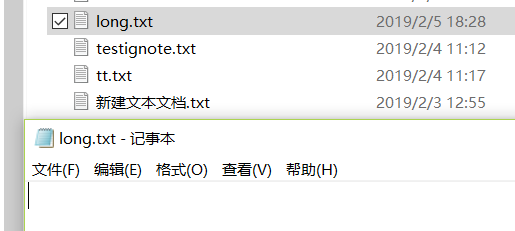 long.txt 2019/2/5 18:28
testignote.txt 2019/2/4 11:12
tt.txt 2019/2/4 11:17
新建文本文档.txt 2019/2/3 12:55
long.txt - 记事本
文件(F) 编辑(E) 格式(O) 查看(V) 帮助(H)